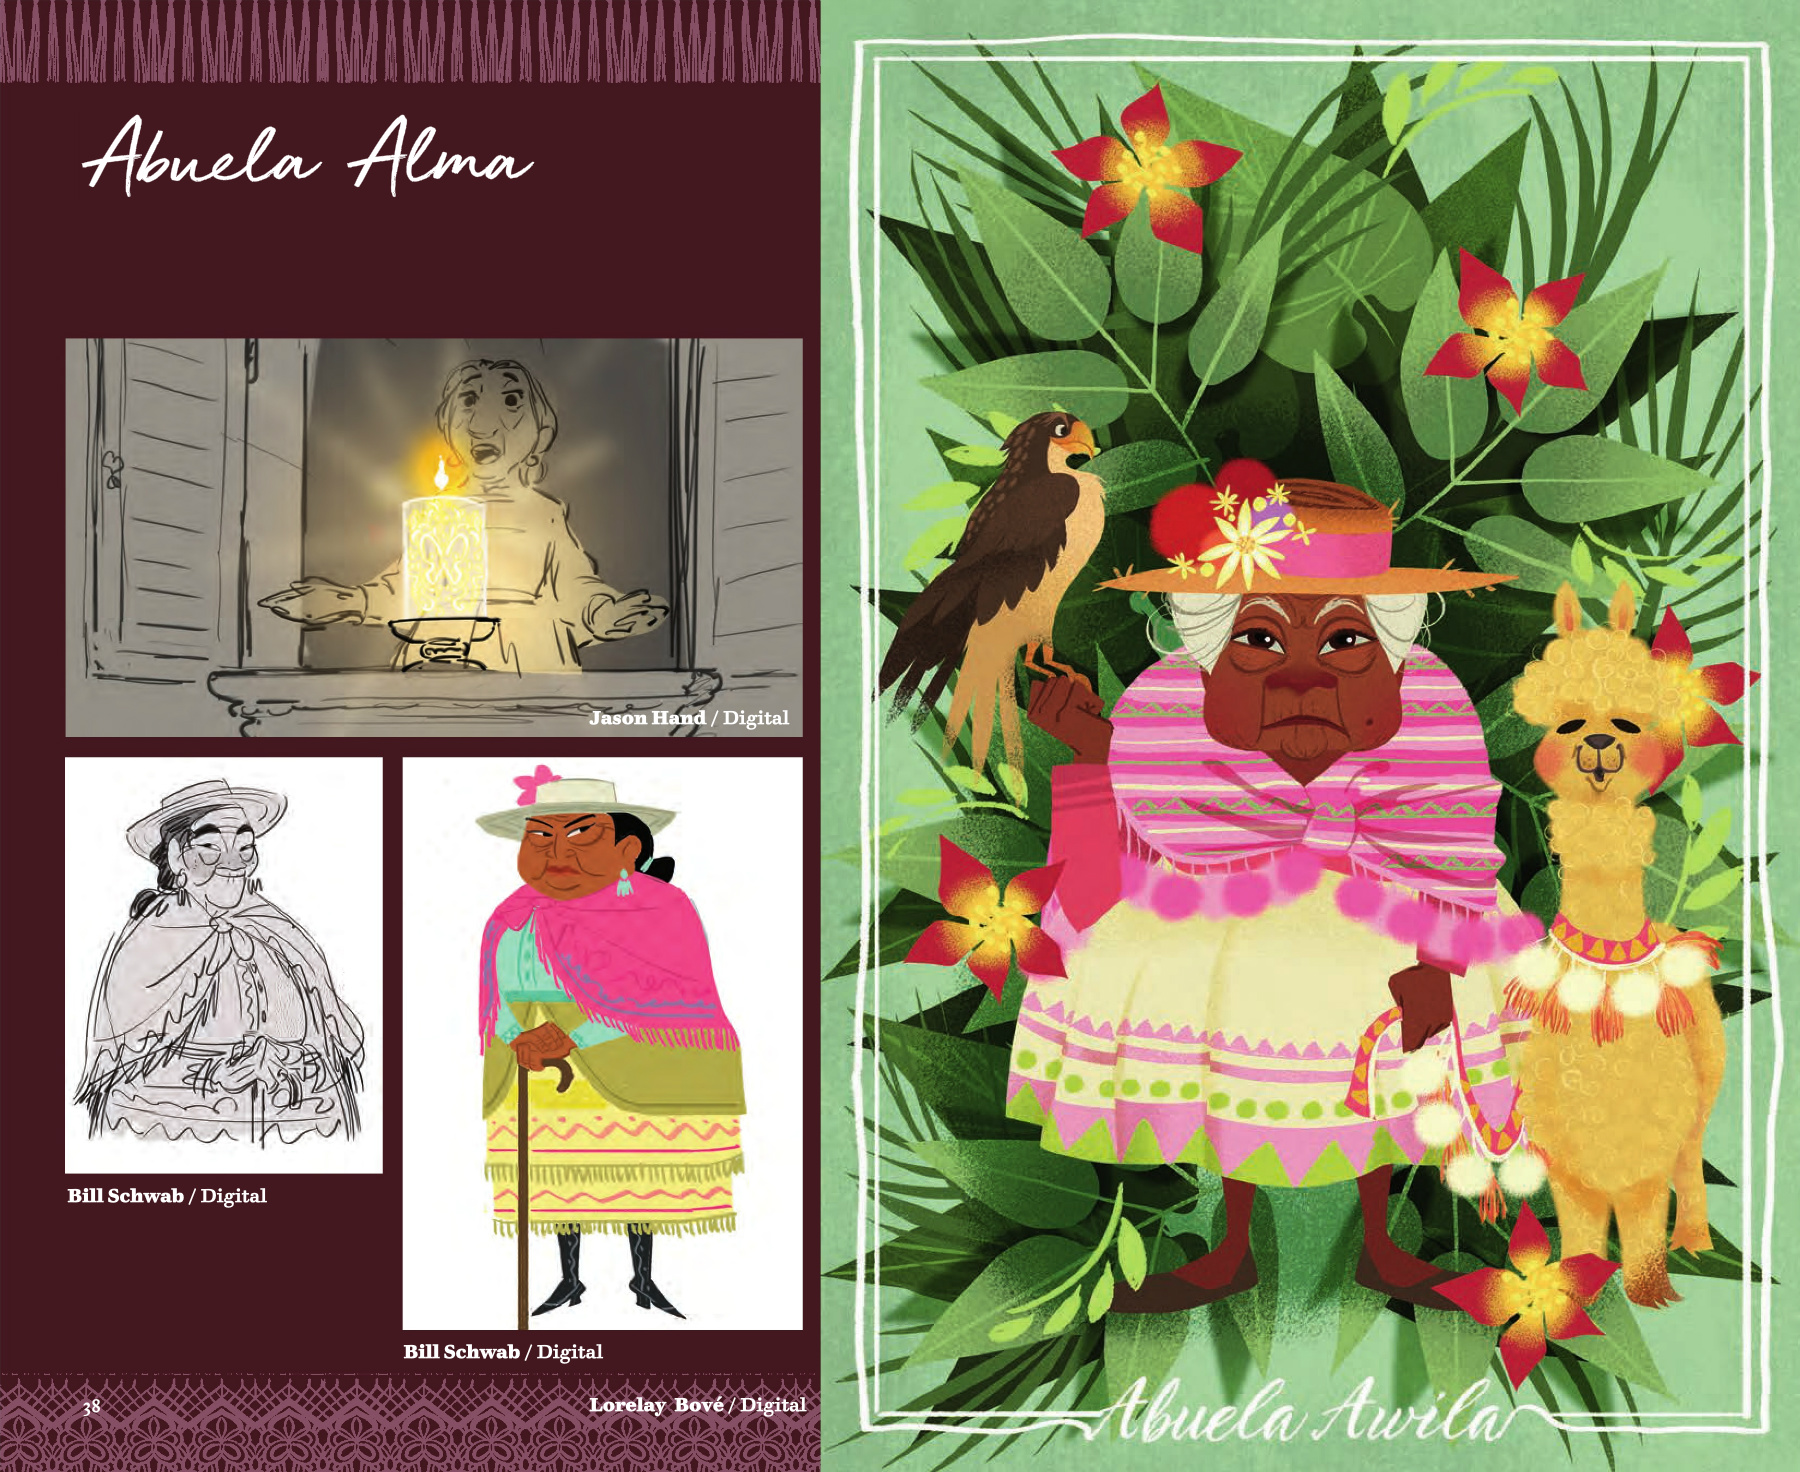 Abuela Alma
Jason Hand / Digital
Bill Schwab / Digital
Bill Schwab / Digital
38
Lorelay Bové / Digital
Abuela Awila